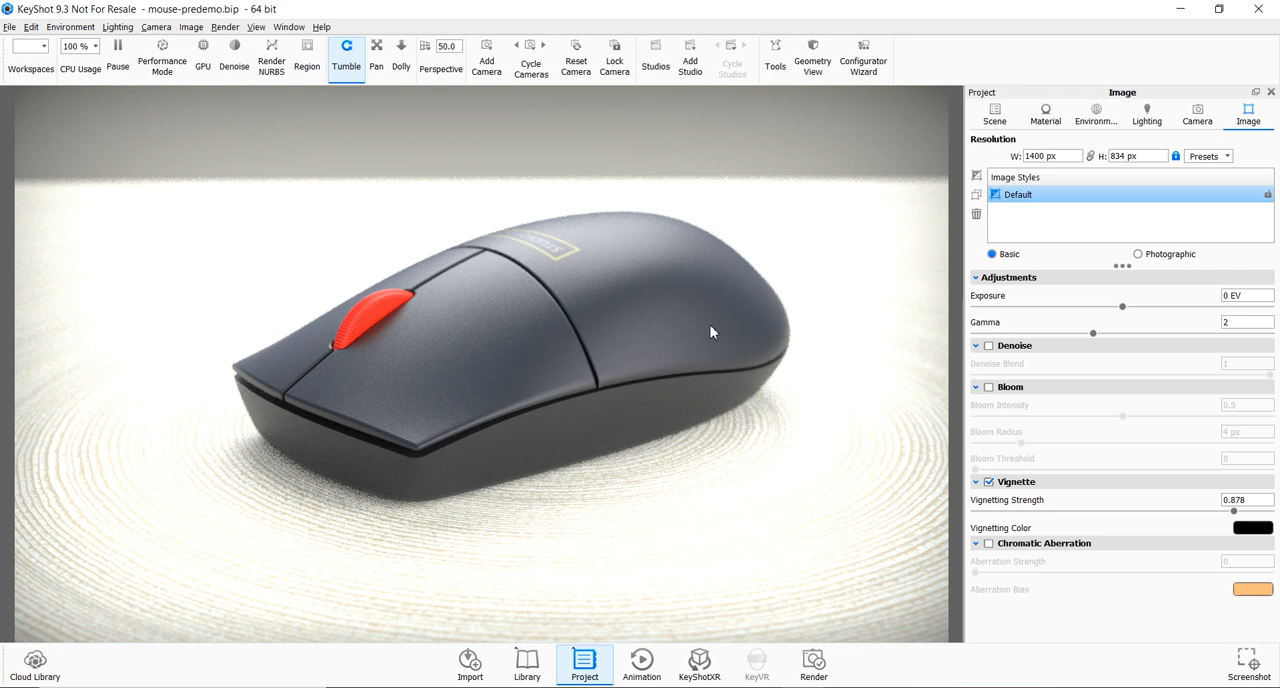 KeyShot 9.3 Not For Resale - mouse-predemo.bip - 64 bit
File Edit Environment Lighting Camera Image Render View Window Help
100 % 50.0
Workspaces CPU Usage Pause Performance Mode GPU Denoise Render NURBS Region Tumble Pan Dolly Perspective Add Camera Cycle Cameras Reset Camera Lock Camera Studios Add Studio Cycle Studios Tools Geometry View Configurator Wizard
Project Image
Scene Material Environm... Lighting Camera Image
Resolution
W: 1400 px H: 834 px Presets
Image Styles
Default
Basic Photographic
Adjustments
Exposure 0 EV
Gamma 2
Denoise
Denoise Blend 1
Bloom
Bloom Intensity 0.5
Bloom Radius 4 px
Bloom Threshold 0
Vignette
Vignetting Strength 0.878
Vignetting Color
Chromatic Aberration
Aberration Strength 0
Aberration Bias
STUDIO
Cloud Library Import Library Project Animation KeyShotXR KeyVR Render Screenshot